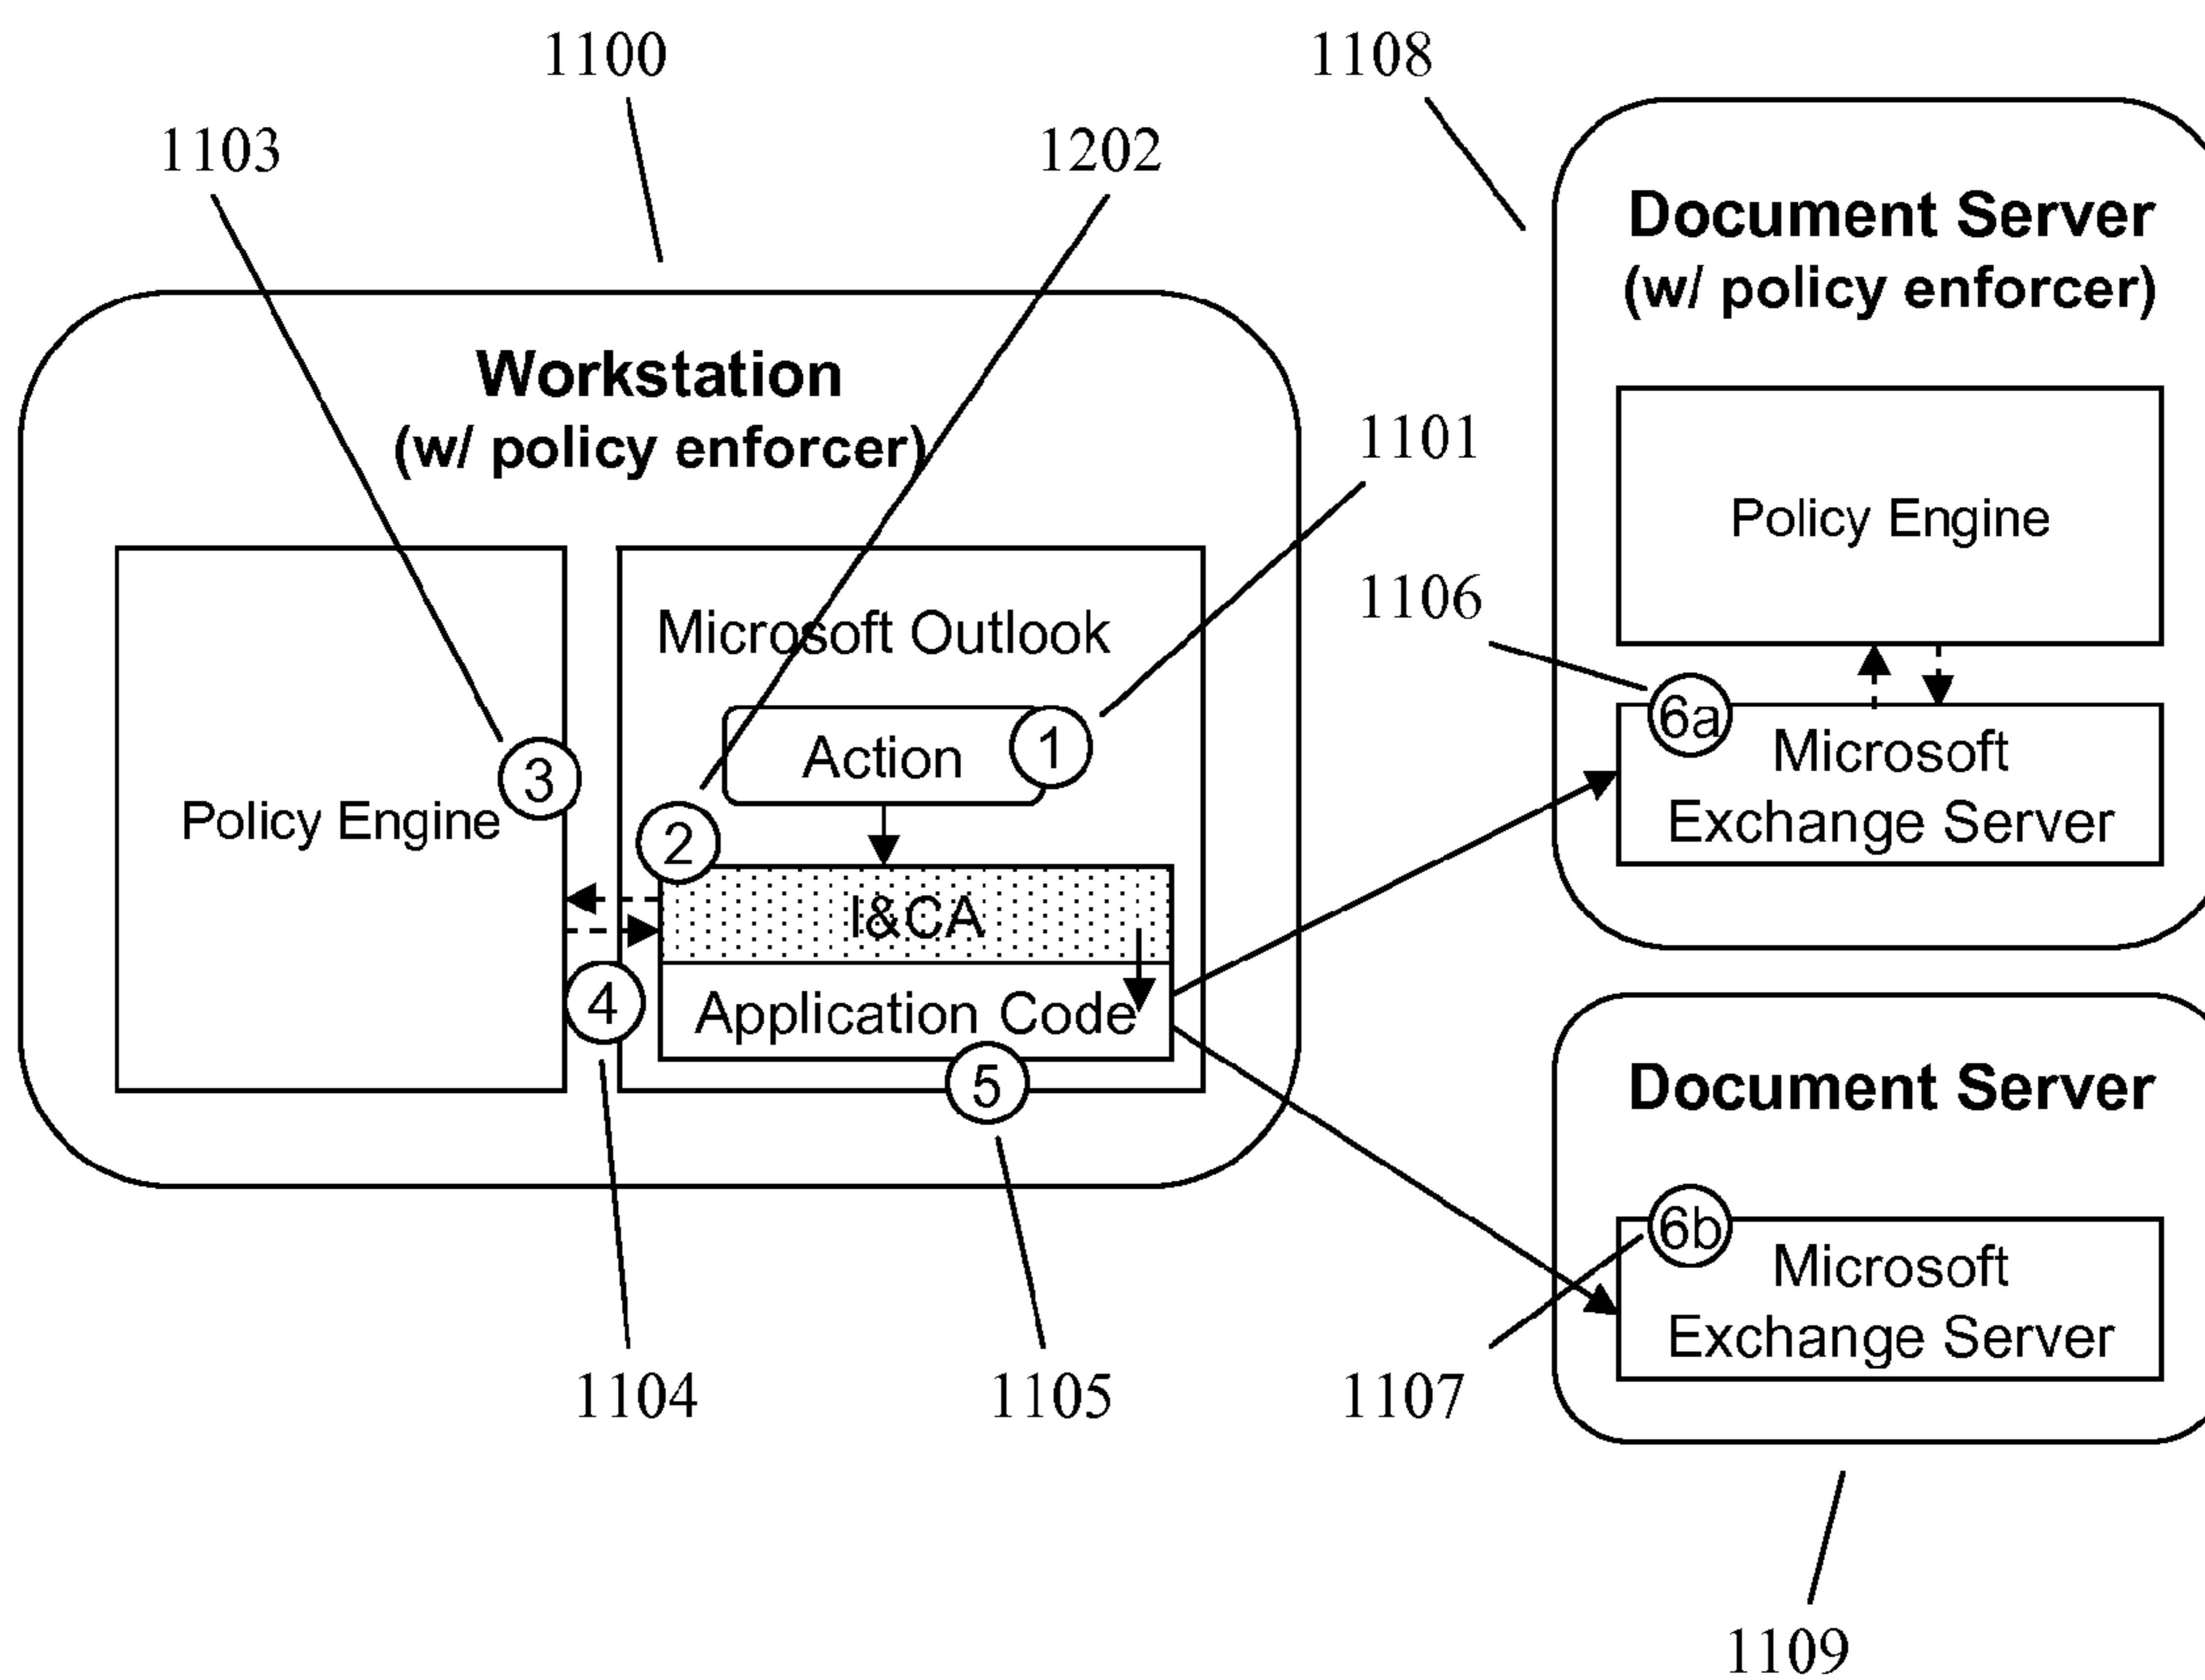 1100
1108
1103
1202
Document Server
(w/ policy enforcer)
Workstation
(w/ policy enforcer)
1101
Policy Engine
1106
Microsoft Outlook
6a
Action
1
Microsoft
Exchange Server
3
Policy Engine
2
I&CA
4
Application Code
5
Document Server
6b
Microsoft
Exchange Server
1104
1105
1107
1109